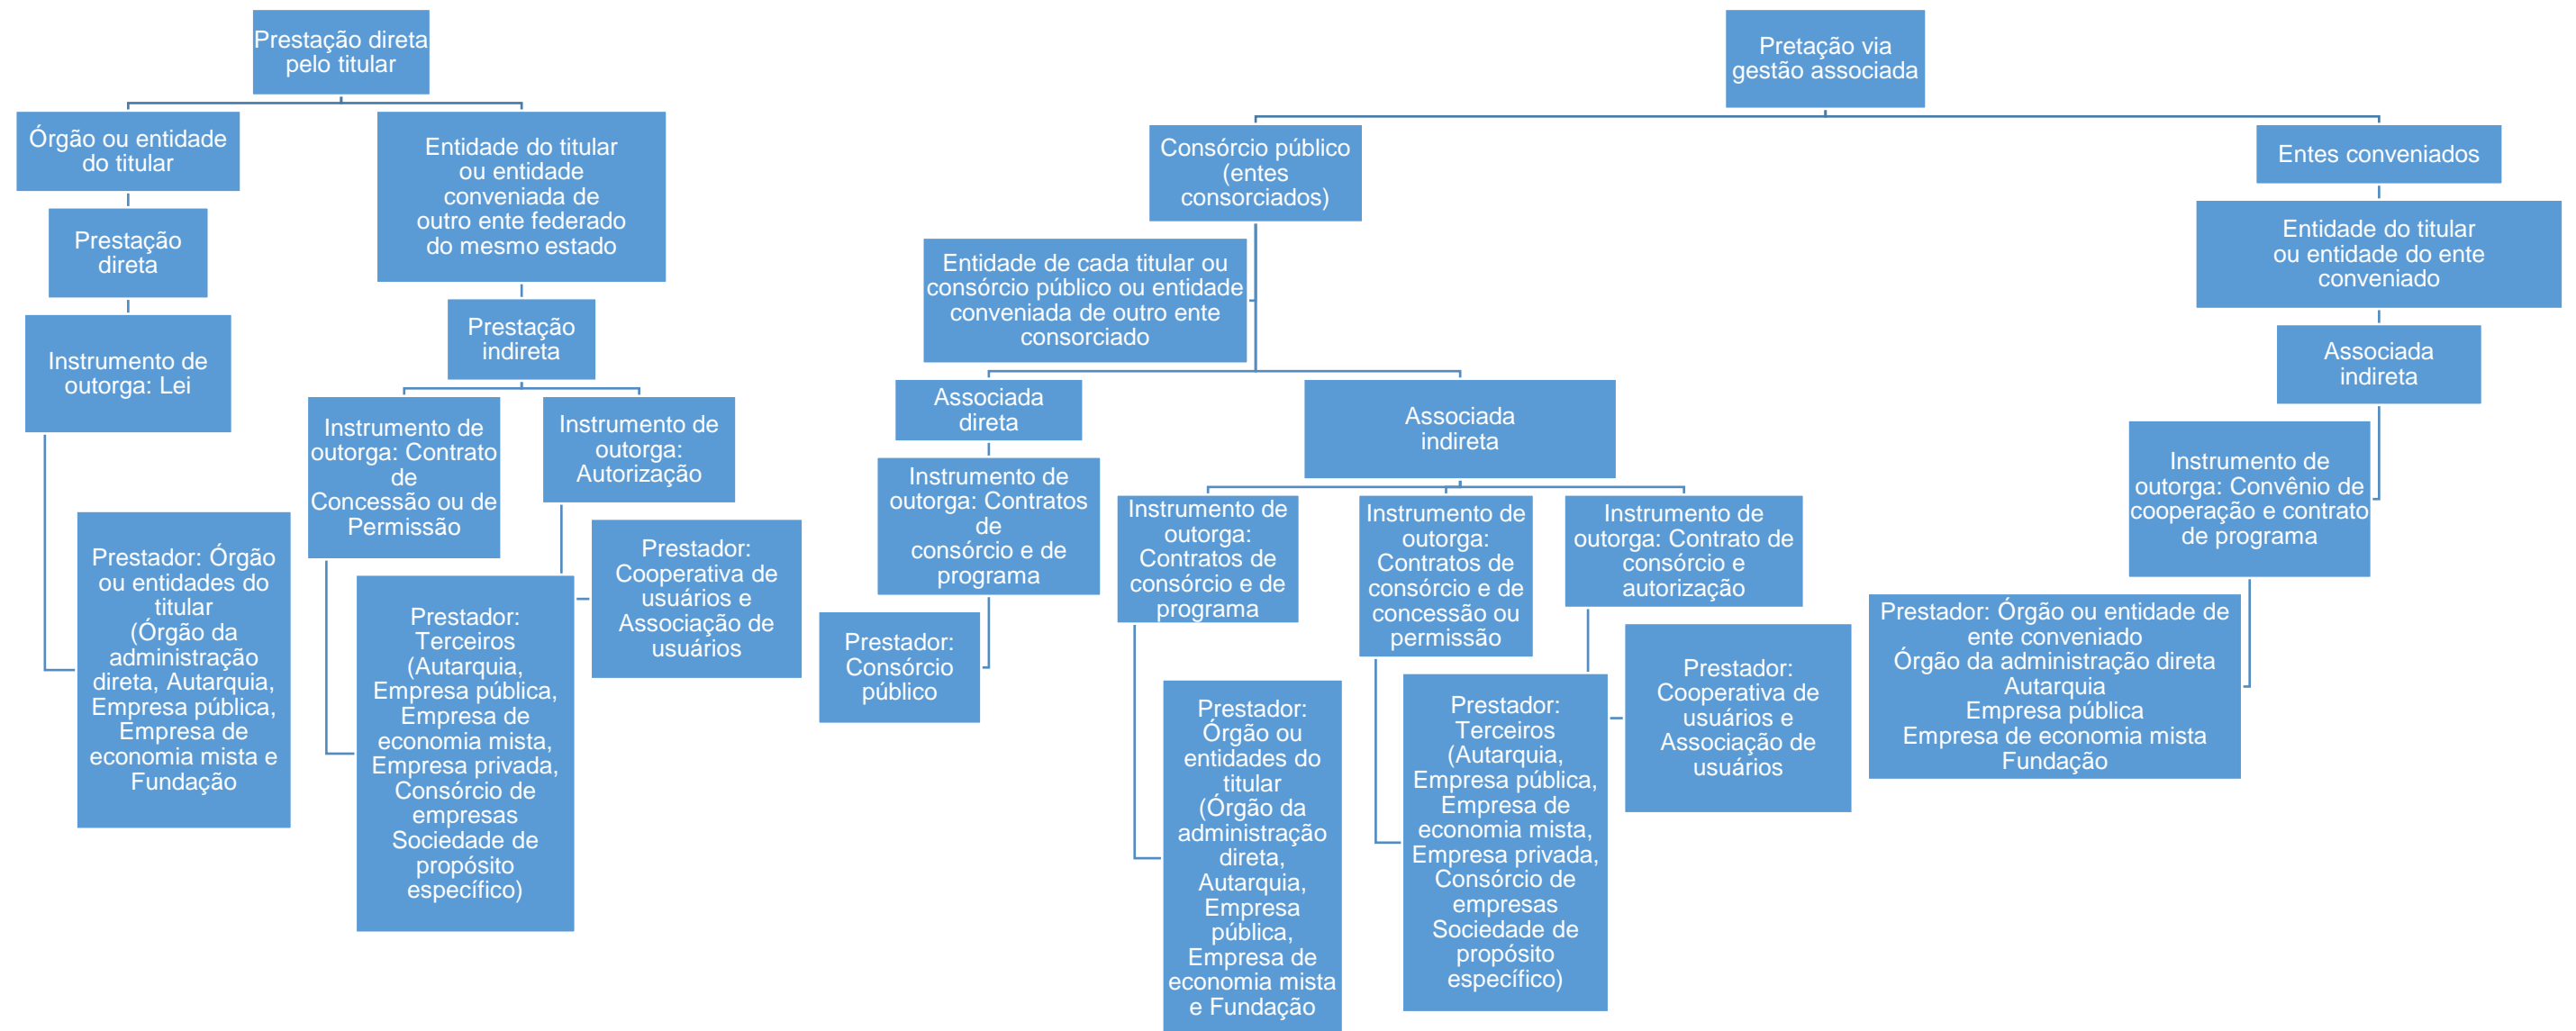 Prestação direta
pelo titular
Órgão ou entidade
do titular
Prestação
direta
Instrumento de
outorga: Lei
Prestador: Órgão
ou entidades do
titular
(Órgão da
administração
direta, Autarquia,
Empresa pública,
Empresa de
economia mista e
Fundação
Entidade do titular
ou entidade
conveniada de
outro ente federado
do mesmo estado
Prestação
indireta
Instrumento de
outorga: Contrato
de
Concessão ou de
Permissão
Prestador:
Terceiros
(Autarquia,
Empresa pública,
Empresa de
economia mista,
Empresa privada,
Consórcio de
empresas
Sociedade de
propósito
específico)
Instrumento de
outorga:
Autorização
Prestador:
Cooperativa de
usuários e
Associação de
usuários
Pretação via
gestão associada
Consórcio público
(entes
consorciados)
Entidade de cada titular ou
consórcio público ou entidade
conveniada de outro ente
consorciado
Associada
direta
Instrumento de
outorga: Contratos
de
consórcio e de
programa
Prestador:
Consórcio
público
Associada
indireta
Instrumento de
outorga:
Contratos de
consórcio e de
programa
Prestador:
Órgão ou
entidades do
titular
(Órgão da
administração
direta,
Autarquia,
Empresa
pública,
Empresa de
economia mista
e Fundação
Instrumento de
outorga:
Contratos de
consórcio e de
concessão ou
permissão
Prestador:
Terceiros
(Autarquia,
Empresa pública,
Empresa de
economia mista,
Empresa privada,
Consórcio de
empresas
Sociedade de
propósito
específico)
Instrumento de
outorga: Contrato de
consórcio e
autorização
Prestador:
Cooperativa de
usuários e
Associação de
usuários
Entes conveniados
Entidade do titular
ou entidade do ente
conveniado
Associada
indireta
Instrumento de
outorga: Convênio de
cooperação e contrato
de programa
Prestador: Órgão ou entidade de
ente conveniado
Órgão da administração direta
Autarquia
Empresa pública
Empresa de economia mista
Fundação